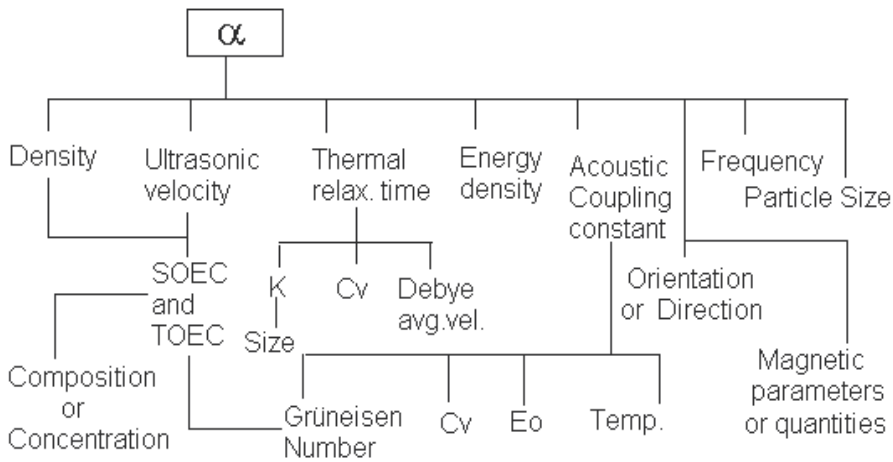 α
Density
Ultrasonic
velocity
Thermal
relax. time
Energy
density
Acoustic
Coupling
constant
Frequency
Particle Size
SOEC
and
TOEC
K
Size
Cv
Debye
avg.vel.
Orientation
or Direction
Composition
or
Concentration
Grüneisen
Number
Cv
Eo
Temp.
Magnetic
parameters
or quantities